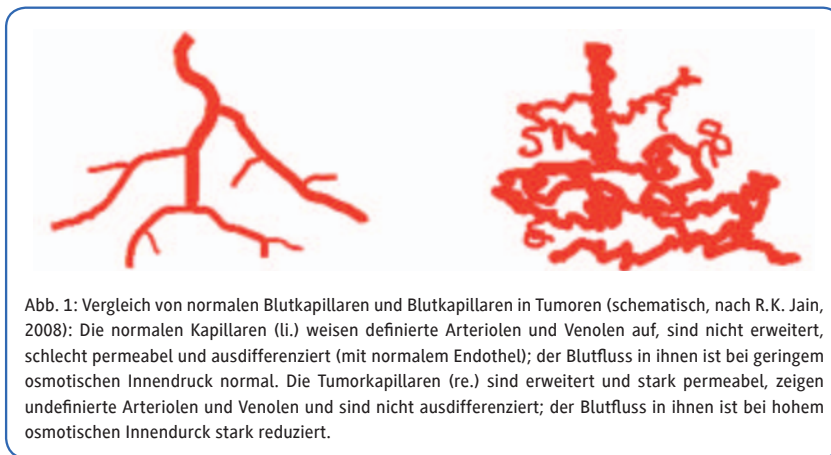 Abb. 1: Vergleich von normalen Blutkapillaren und Blutkapillaren in Tumoren (schematisch, nach R.K. Jain,
2008): Die normalen Kapillaren (li.) weisen definierte Arteriolen und Venolen auf, sind nicht erweitert,
schlecht permeabel und ausdifferenziert (mit normalem Endothel); der Blutfluss in ihnen ist bei geringem
osmotischen Innendruck normal. Die Tumorkapillaren (re.) sind erweitert und stark permeabel, zeigen
undefinierte Arteriolen und Venolen und sind nicht ausdifferenziert; der Blutfluss in ihnen ist bei hohem
osmotischen Innendurck stark reduziert.